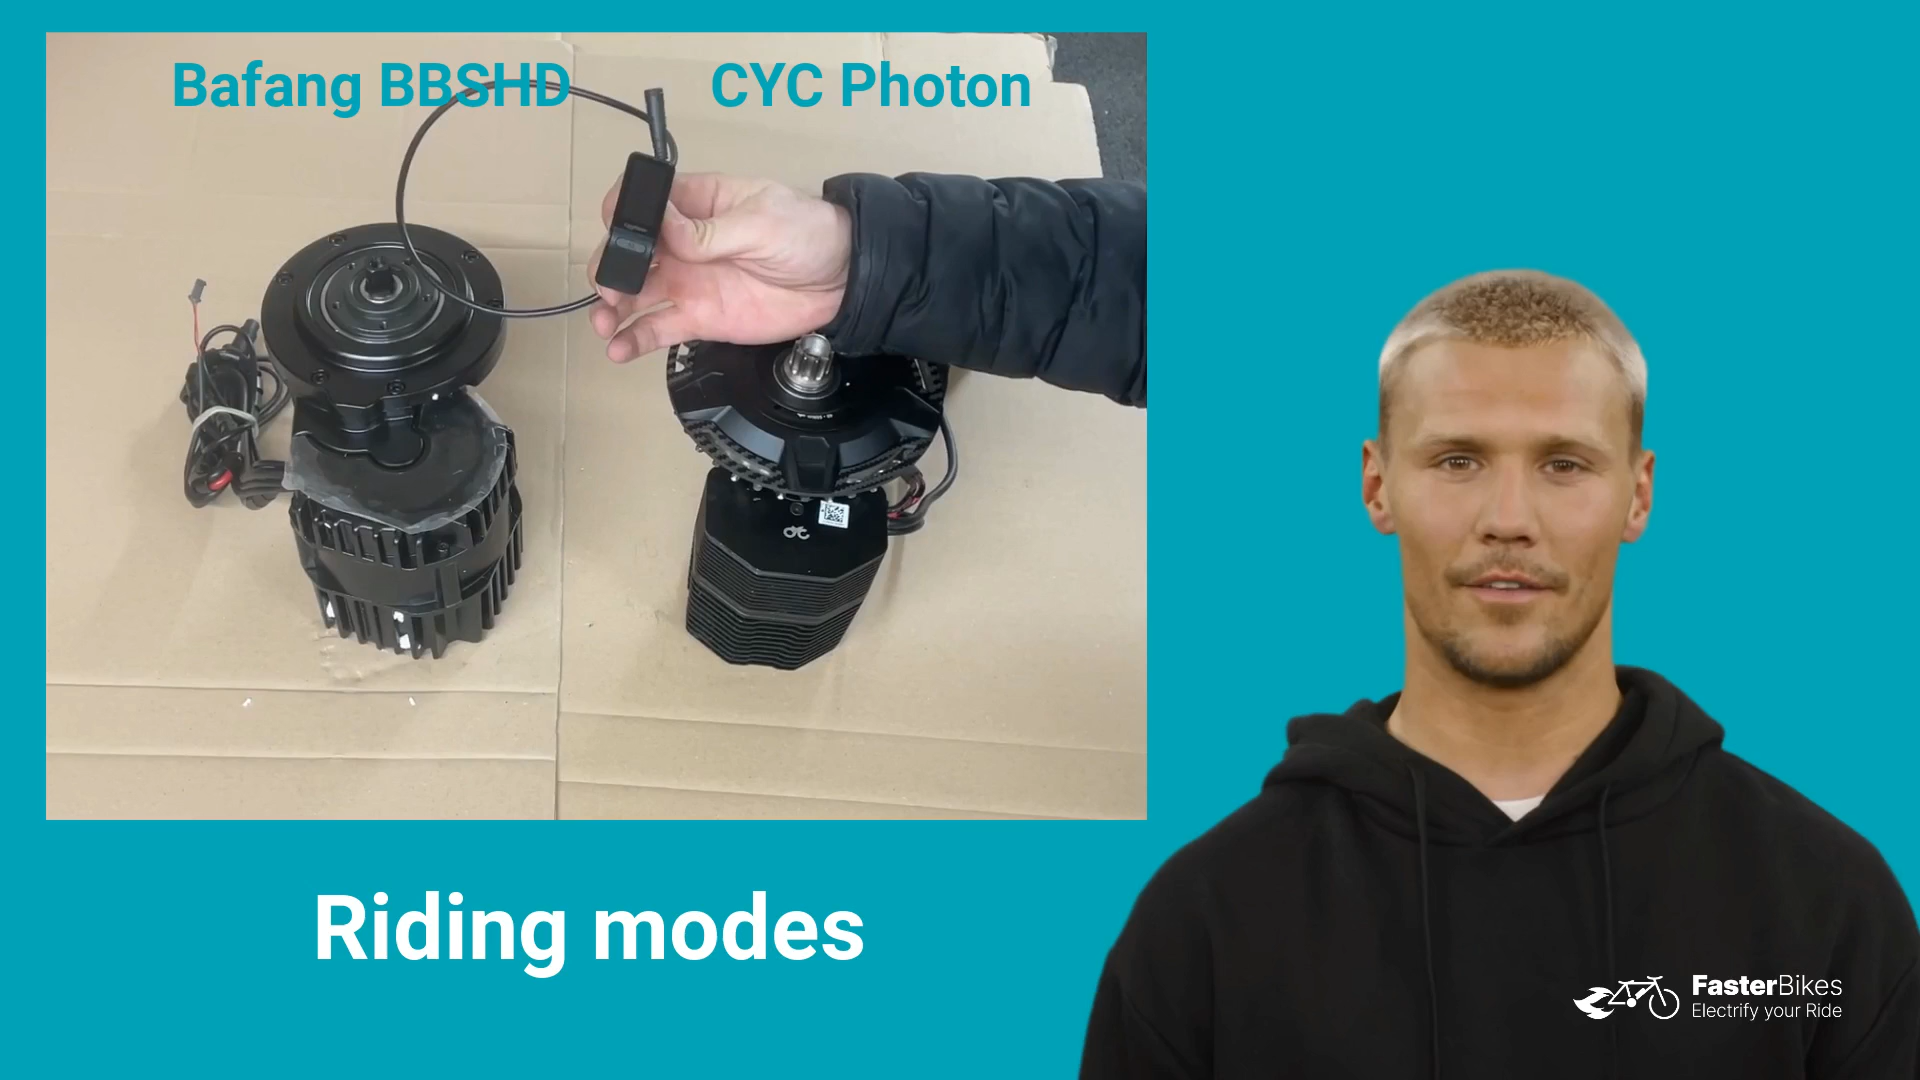 Bafang BBSHD
CYC Photon
Riding modes
FasterBikes
Electrify your Ride